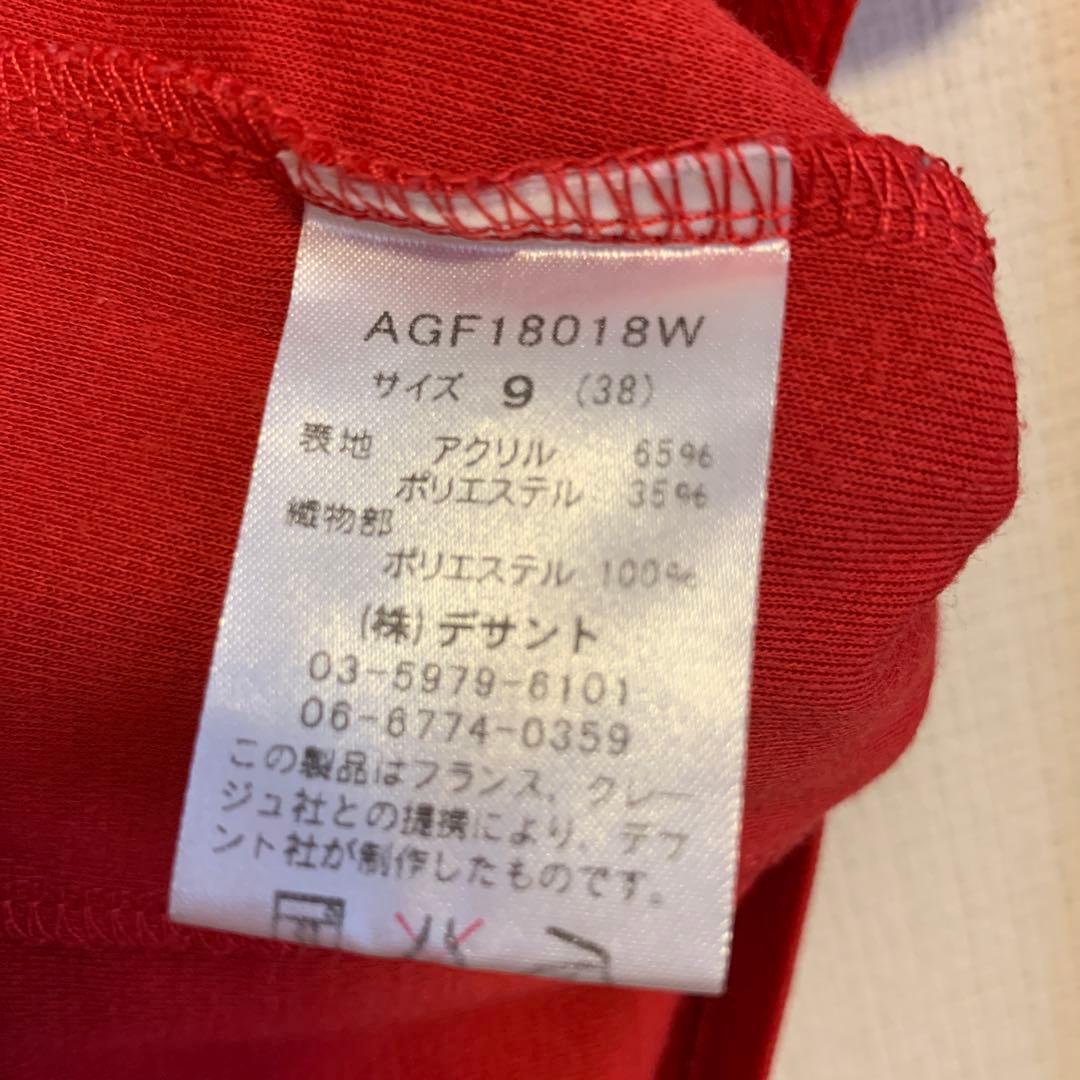 AGF18018W
サイズ 9 (38)
表地 アクリル 65%
ポリエステル 35%
織物部
ポリエステル 100%
(株)デサント
03-5979-6101
06-6774-0359
この製品はフランス、クレー
ジュ社との提携により、デサ
ント社が制作したものです。